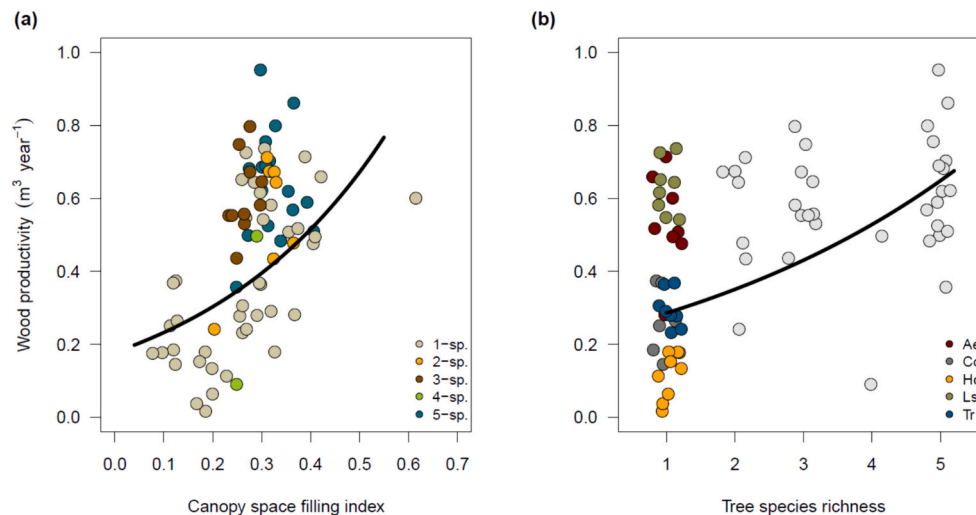 (a)
(b)
Wood productivity (m³ year⁻¹)
1.0
0.8
0.6
0.4
0.2
0.0
0.0 0.1 0.2 0.3 0.4 0.5 0.6 0.7
Canopy space filling index
1−sp.
2−sp.
3−sp.
4−sp.
5−sp.
1.0
0.8
0.6
0.4
0.2
0.0
1 2 3 4 5
Tree species richness
Ae
Co
Ho
Ls
Tr